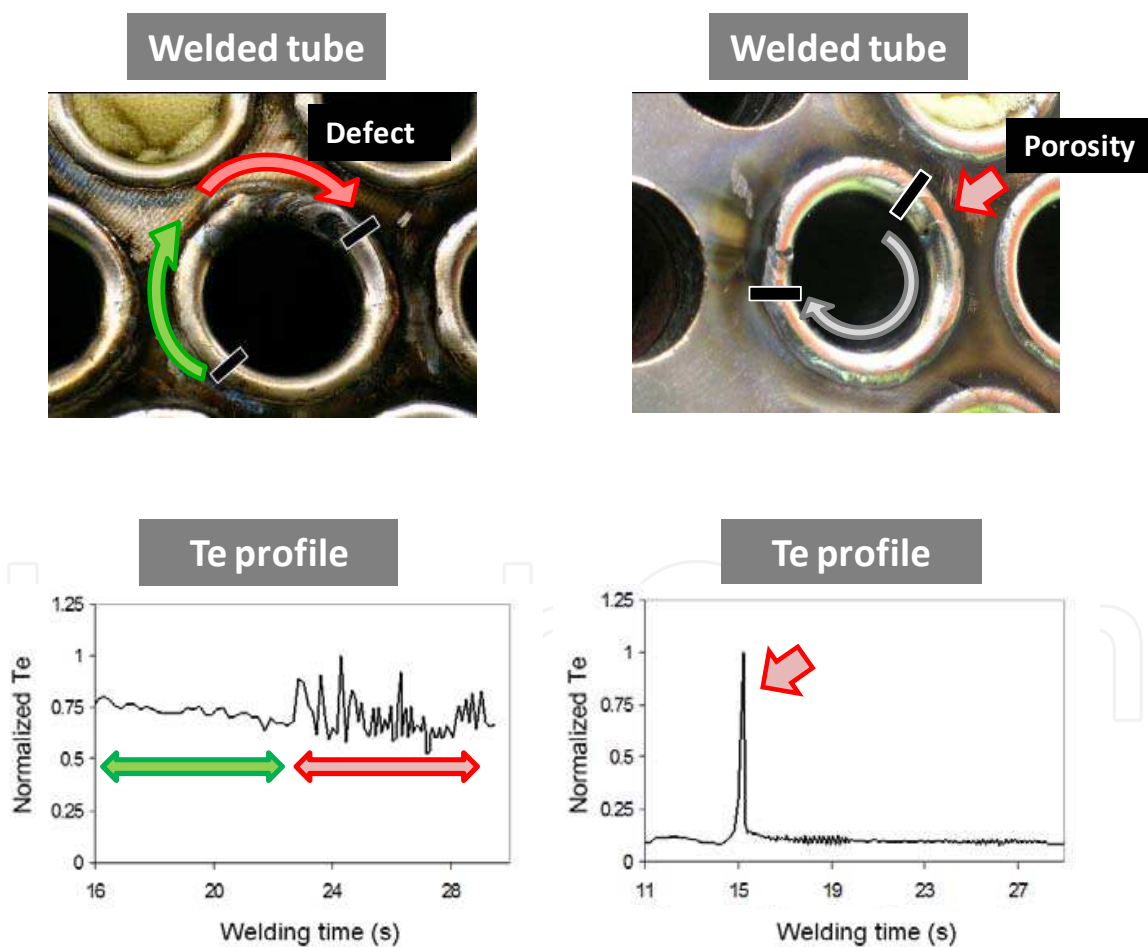 Welded tube
Welded tube
Defect
Porosity
Te profile
Te profile
1.25
1
0.75
0.5
0.25
0
Normalized Te
16
20
24
28
Welding time (s)
1.25
1
0.75
0.5
0.25
0
Normalized Te
11
15
19
23
27
Welding time (s)